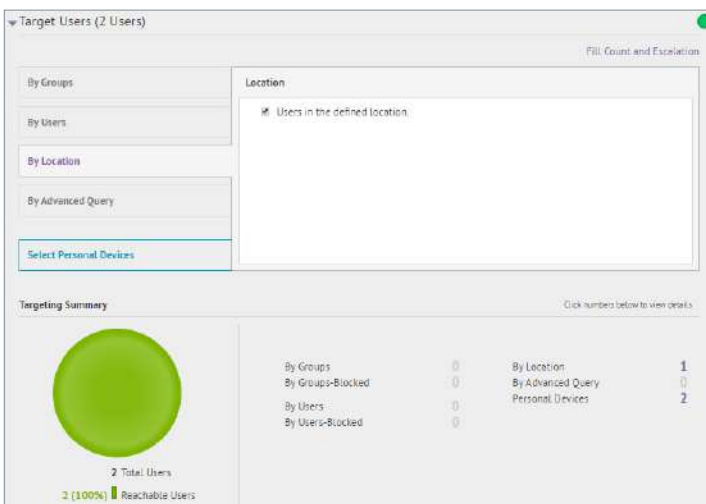 Target Users (2 Users)
Fill Count and Escalation
By Groups
By Users
By Location
By Advanced Query
Select Personal Devices
Location
Users in the defined location.
Targeting Summary
Click numbers below to view details
2 Total Users
2 (100%) Reachable Users
By Groups 0
By Groups-Blocked 0
By Users 0
By Users-Blocked 0
By Location 1
By Advanced Query 0
Personal Devices 2